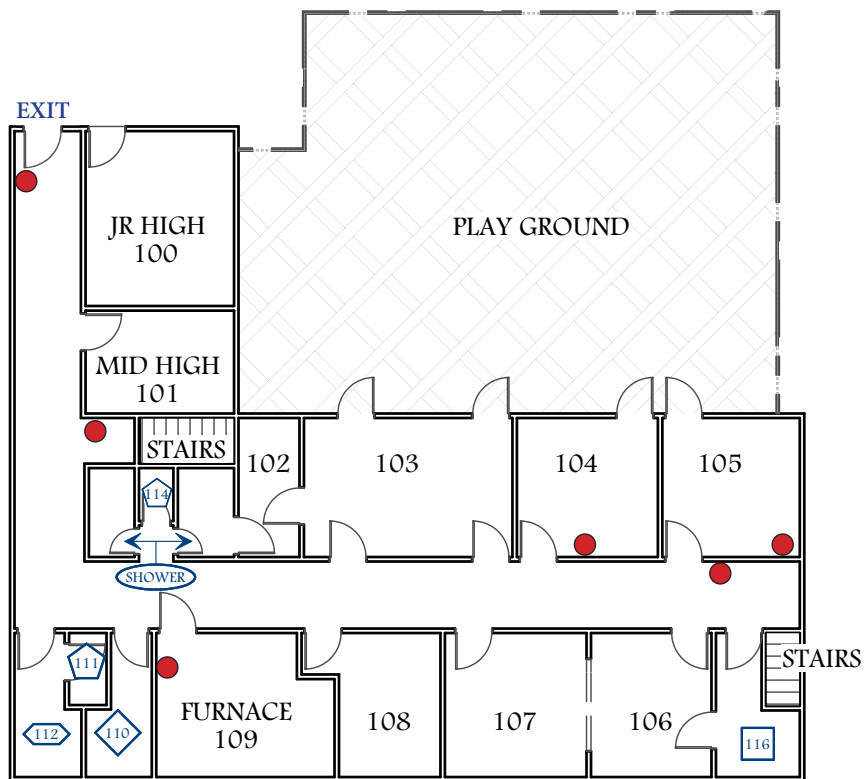 EXIT
JR HIGH
100
PLAY GROUND
MID HIGH
101
STAIRS
102
103
104
105
114
SHOWER
111
STAIRS
112
110
FURNACE
109
108
107
106
116